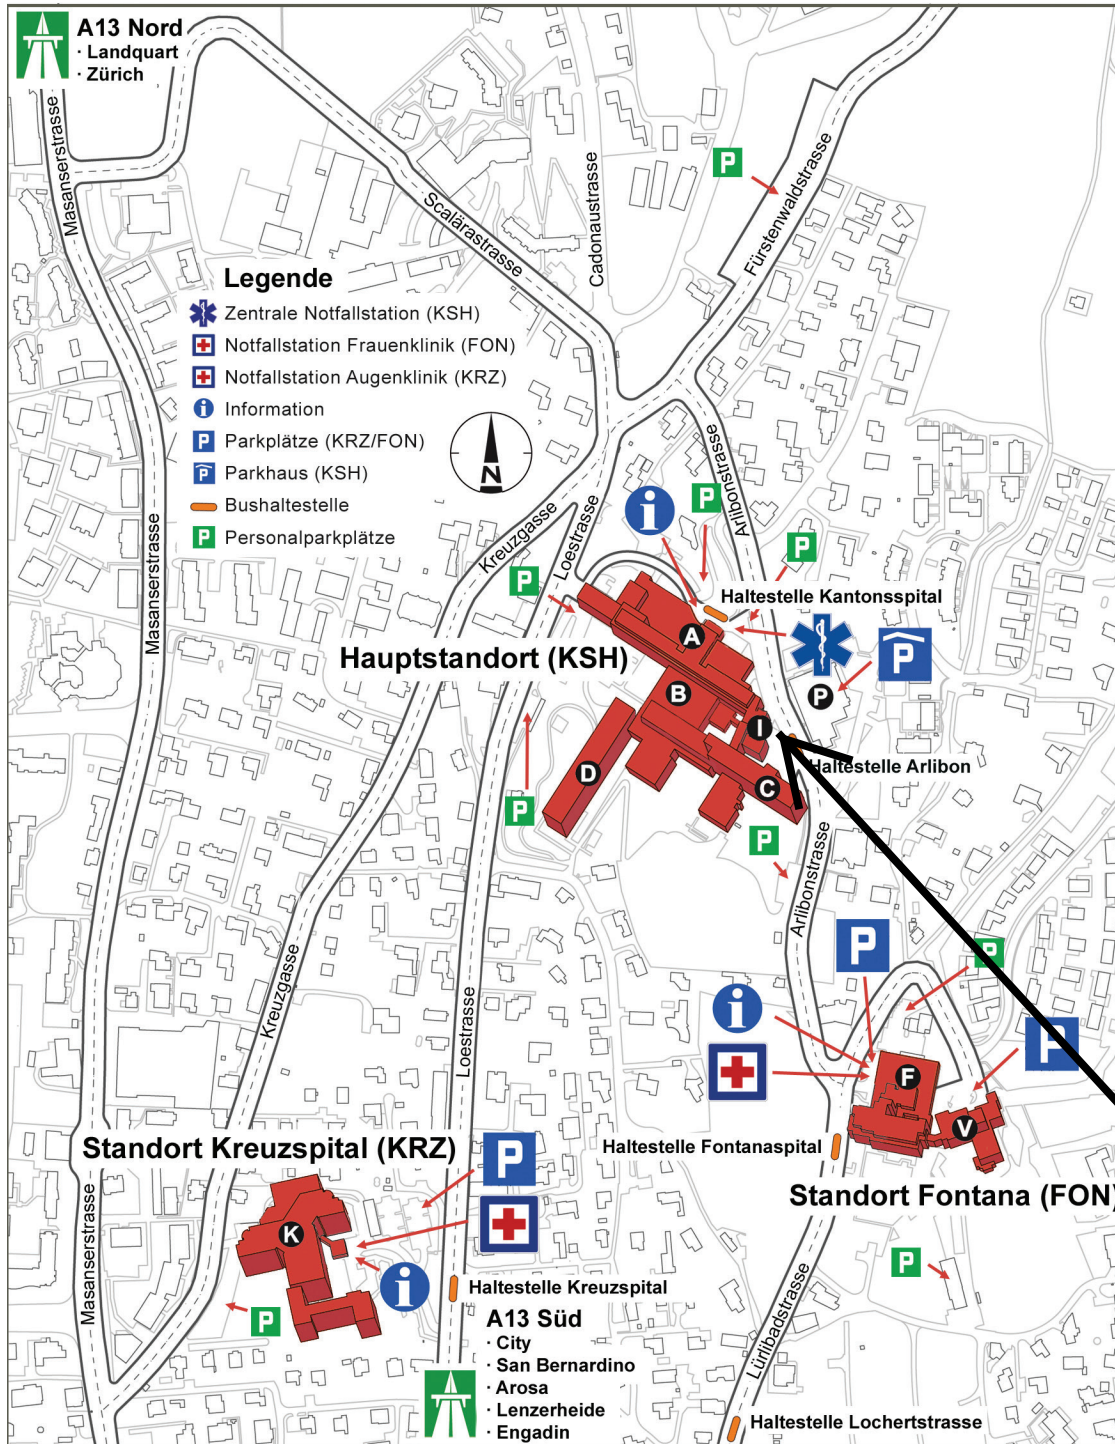 A13 Nord
· Landquart
· Zürich
Masanserstrasse
Scalärastrasse
Cadonaustrasse
Fürstenwaldstrasse
P
Legende
Zentrale Notfallstation (KSH)
Notfallstation Frauenklinik (FON)
Notfallstation Augenklinik (KRZ)
i Information
P Parkplätze (KRZ/FON)
P Parkhaus (KSH)
Bushaltestelle
P Personalparkplätze
N
Masanserstrasse
Kreuzgasse
Loestrasse
Arlibonstrasse
i
P
P
P
Haltestelle Kantonsspital
Hauptstandort (KSH)
A
B
P
P
I
D
C
Haltestelle Arlibon
P
P
Arlibonstrasse
Kreuzgasse
Loestrasse
P
P
i
P
F
V
Haltestelle Fontanaspital
Standort Kreuzspital (KRZ)
P
Standort Fontana (FON)
Masanserstrasse
K
i
P
P
Haltestelle Kreuzspital
Lürlibadstrasse
A13 Süd
· City
· San Bernardino
· Arosa
· Lenzerheide
· Engadin
Haltestelle Lochertstrasse